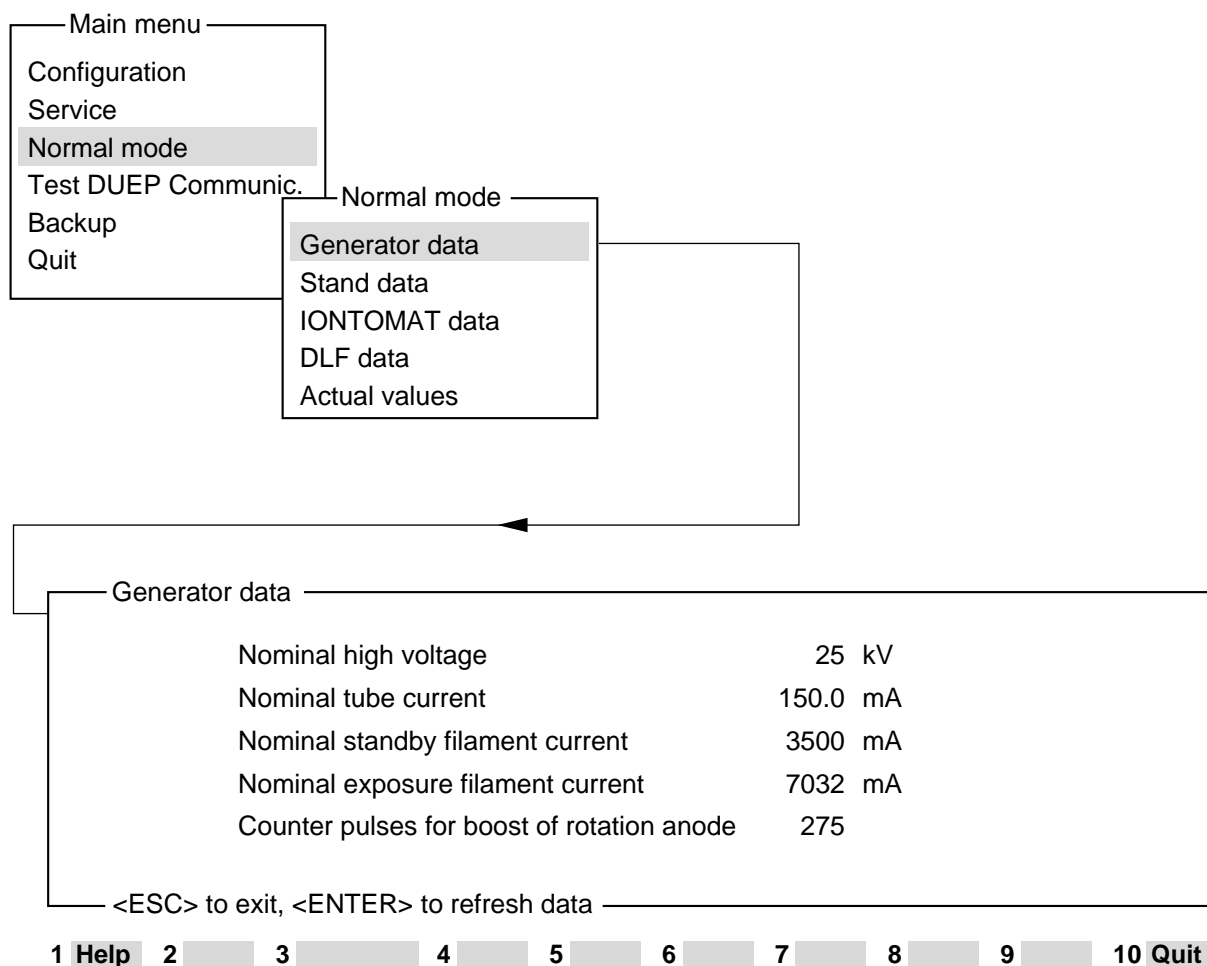 Main menu
Configuration
Service
Normal mode
Test DUEP Communic.
Backup
Quit
Normal mode
Generator data
Stand data
IONTOMAT data
DLF data
Actual values
Generator data
Nominal high voltage 25 kV
Nominal tube current 150.0 mA
Nominal standby filament current 3500 mA
Nominal exposure filament current 7032 mA
Counter pulses for boost of rotation anode 275
<ESC> to exit, <ENTER> to refresh data
1 Help 2 3 4 5 6 7 8 9 10 Quit